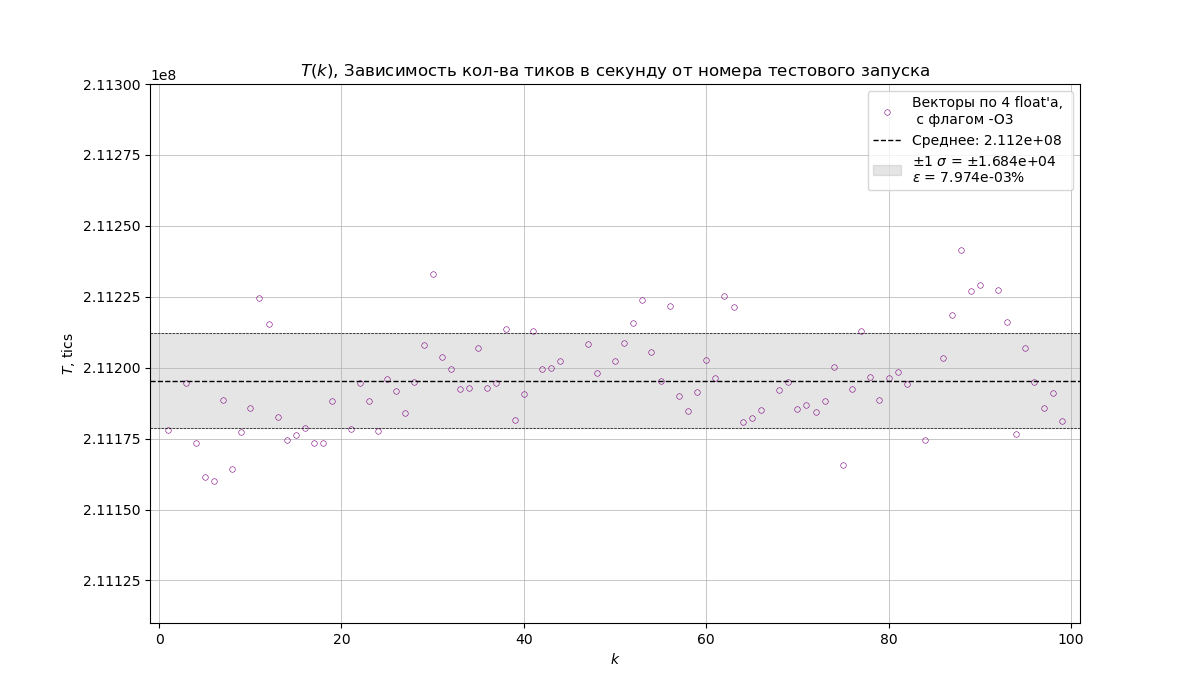 T(k), Зависимость кол-ва тиков в секунду от номера тестового запуска
1e8
2.11300
2.11275
2.11250
2.11225
2.11200
2.11175
2.11150
2.11125
T, tics
Векторы по 4 float'а,
с флагом -O3
Среднее: 2.112e+08
±1 σ = ±1.684e+04
ε = 7.974e-03%
0 20 40 60 80 100
k